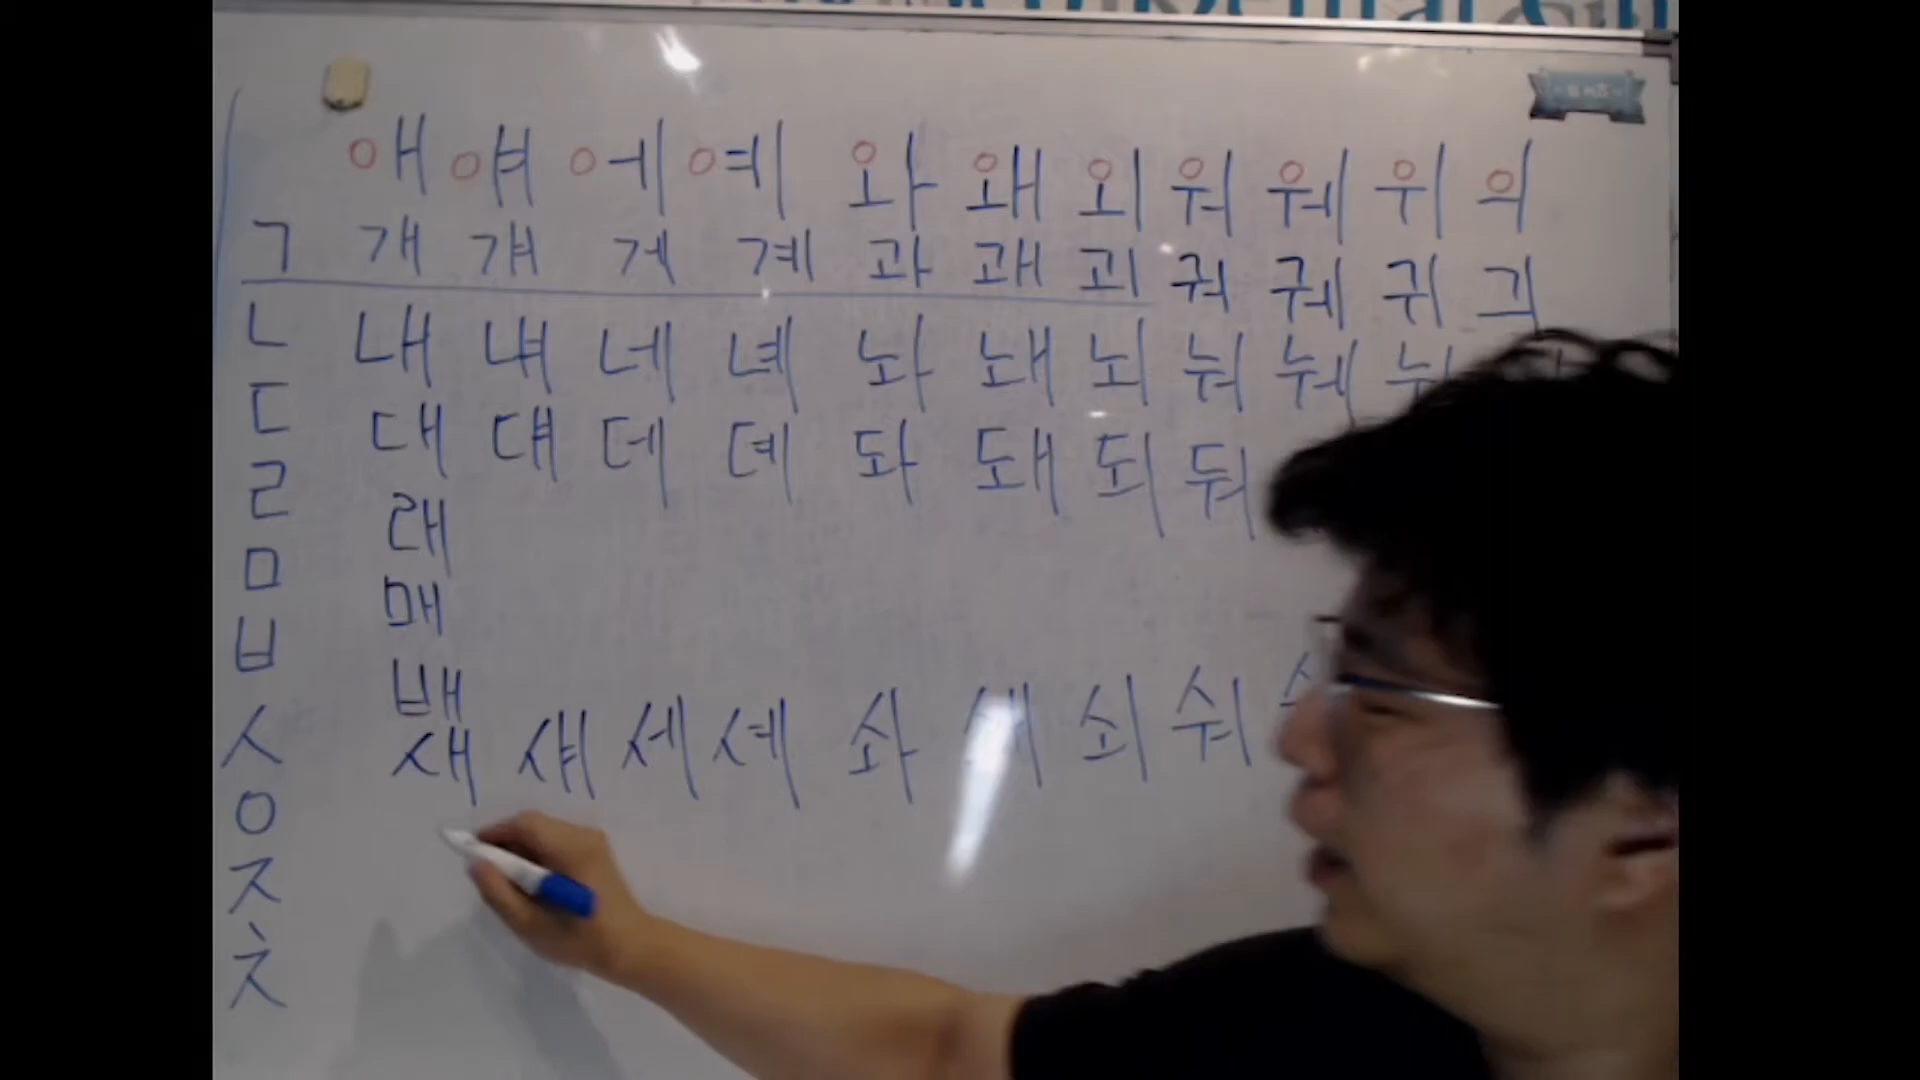 애 얘 에 예 와 왜 외 워 웨 위 의
ㄱ 개 걔 게 계 과 괘 괴 궈 궤 귀 긔
ㄴ 내 냬 네 녜 놔 놰 뇌 눠 눼 뉘
ㄷ 대 댸 데 뎨 돠 돼 되 둬
ㄹ 래
ㅁ 매
ㅂ 배
ㅅ 새 섀 세 셰 솨 쇄 쇠 숴
ㅇ
ㅈ
ㅊ